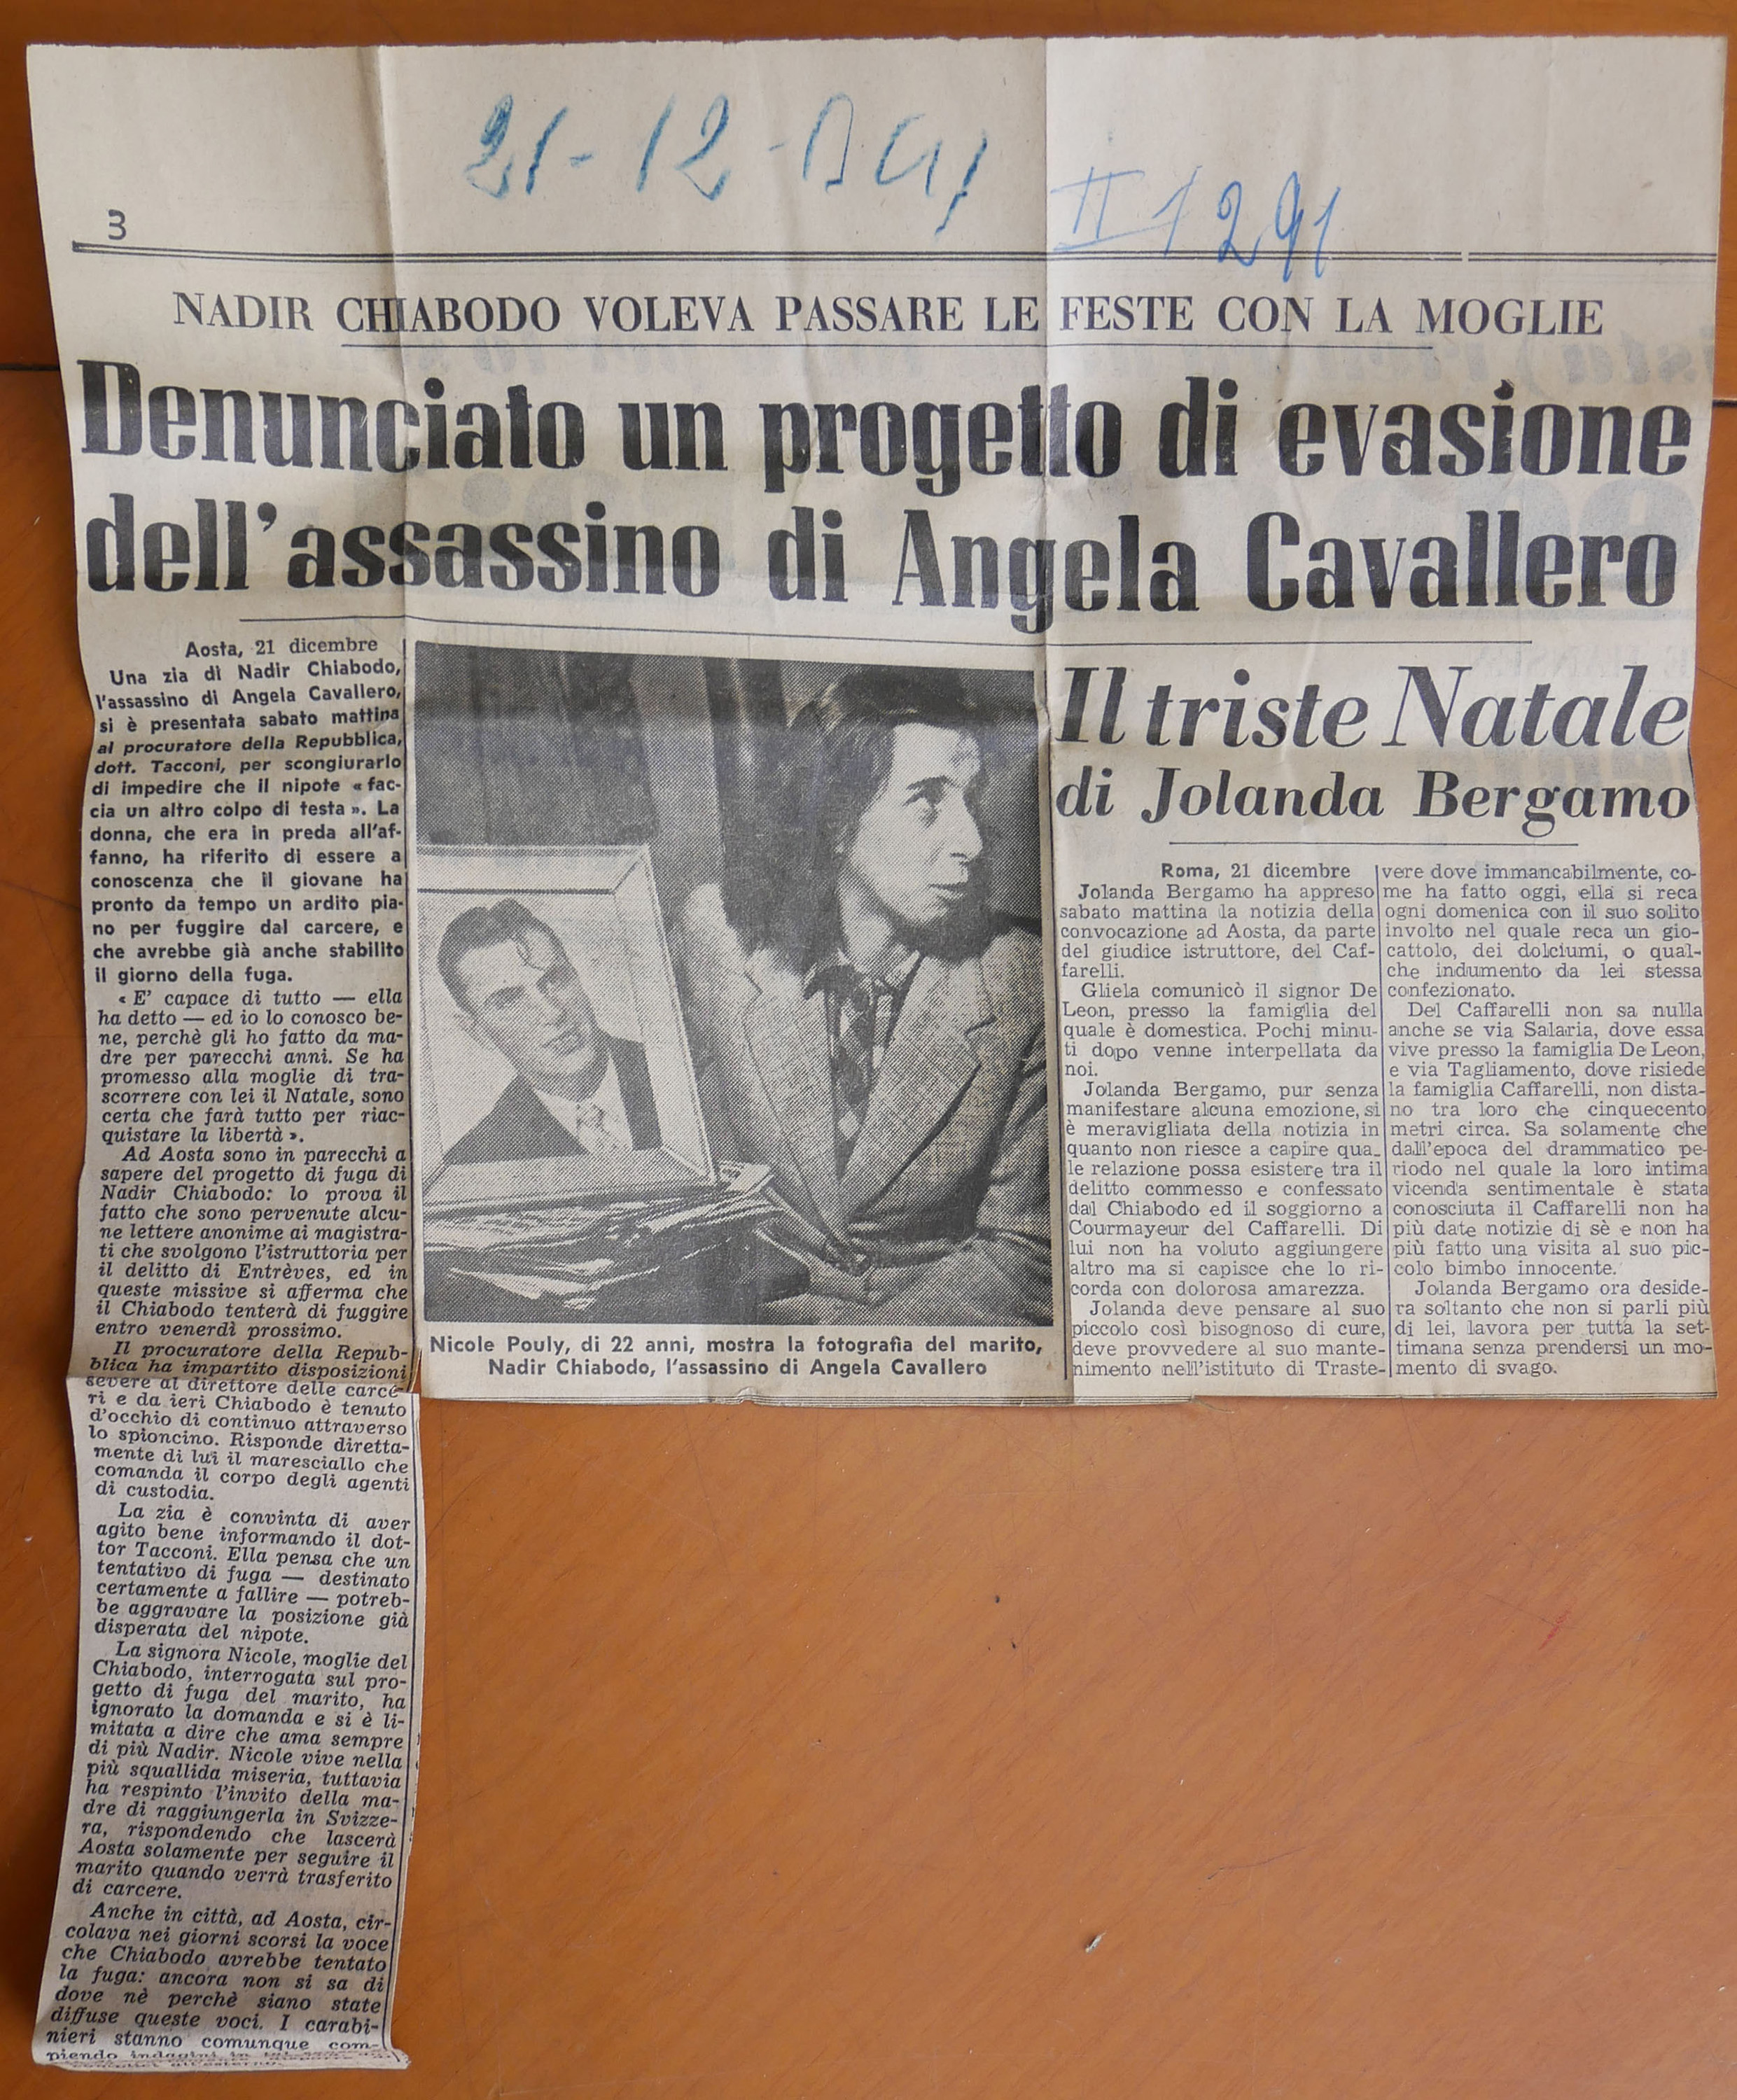 21-12-
II 1291
3
NADIR CHIABODO VOLEVA PASSARE LE FESTE CON LA MOGLIE
Denunciato un progetto di evasione
dell'assassino di Angela Cavallero
Aosta, 21 dicembre
Una zia di Nadir Chiabodo,
l'assassino di Angela Cavallero,
si è presentata sabato mattina
al procuratore della Repubblica,
dott. Tacconi, per scongiurarlo
di impedire che il nipote « fac-
cia un altro colpo di testa ». La
donna, che era in preda all'af-
fanno, ha riferito di essere a
conoscenza che il giovane ha
pronto da tempo un ardito pia-
no per fuggire dal carcere, e
che avrebbe già anche stabilito
il giorno della fuga.
« E' capace di tutto — ella
ha detto — ed io lo conosco be-
ne, perchè gli ho fatto da ma-
dre per parecchi anni. Se ha
promesso alla moglie di tra-
scorrere con lei il Natale, sono
certa che farà tutto per riac-
quistare la libertà ».
Ad Aosta sono in parecchi a
sapere del progetto di fuga di
Nadir Chiabodo: lo prova il
fatto che sono pervenute alcu-
ne lettere anonime ai magistra-
ti che svolgono l'istruttoria per
il delitto di Entrèves, ed in
queste missive si afferma che
il Chiabodo tenterà di fuggire
entro venerdì prossimo.
Il procuratore della Repub-
blica ha impartito disposizioni
severe al direttore delle carce-
ri e da ieri Chiabodo è tenuto
d'occhio di continuo attraverso
lo spioncino. Risponde diretta-
mente di lui il maresciallo che
comanda il corpo degli agenti
di custodia.
La zia è convinta di aver
agito bene informando il dot-
tor Tacconi. Ella pensa che un
tentativo di fuga — destinato
certamente a fallire — potreb-
be aggravare la posizione già
disperata del nipote.
La signora Nicole, moglie del
Chiabodo, interrogata sul pro-
getto di fuga del marito, ha
ignorato la domanda e si è li-
mitata a dire che ama sempre
di più Nadir. Nicole vive nella
più squallida miseria, tuttavia
ha respinto l'invito della ma-
dre di raggiungerla in Svizze-
ra, rispondendo che lascerà
Aosta solamente per seguire il
marito quando verrà trasferito
di carcere.
Anche in città, ad Aosta, cir-
colava nei giorni scorsi la voce
che Chiabodo avrebbe tentato
la fuga: ancora non si sa di
dove nè perchè siano state
diffuse queste voci. I carabi-
nieri stanno comunque com-
piendo indagini in
Nicole Pouly, di 22 anni, mostra la fotografia del marito,
Nadir Chiabodo, l'assassino di Angela Cavallero
Il triste Natale
di Jolanda Bergamo
Roma, 21 dicembre
Jolanda Bergamo ha appreso
sabato mattina la notizia della
convocazione ad Aosta, da parte
del giudice istruttore, del Caf-
farelli.
Gliela comunicò il signor De
Leon, presso la famiglia del
quale è domestica. Pochi minu-
ti dopo venne interpellata da
noi.
Jolanda Bergamo, pur senza
manifestare alcuna emozione, si
è meravigliata della notizia in
quanto non riesce a capire qua-
le relazione possa esistere tra il
delitto commesso e confessato
dal Chiabodo ed il soggiorno a
Courmayeur del Caffarelli. Di
lui non ha voluto aggiungere
altro ma si capisce che lo ri-
corda con dolorosa amarezza.
Jolanda deve pensare al suo
piccolo così bisognoso di cure,
deve provvedere al suo mante-
nimento nell'istituto di Traste-
vere dove immancabilmente, co-
me ha fatto oggi, ella si reca
ogni domenica con il suo solito
involto nel quale reca un gio-
cattolo, dei dolciumi, o qual-
che indumento da lei stessa
confezionato.
Del Caffarelli non sa nulla
anche se via Salaria, dove essa
vive presso la famiglia De Leon,
e via Tagliamento, dove risiede
la famiglia Caffarelli, non dista-
no tra loro che cinquecento
metri circa. Sa solamente che
dall'epoca del drammatico pe-
riodo nel quale la loro intima
vicenda sentimentale è stata
conosciuta il Caffarelli non ha
più date notizie di sè e non ha
più fatto una visita al suo pic-
colo bimbo innocente.
Jolanda Bergamo ora deside-
ra soltanto che non si parli più
di lei, lavora per tutta la set-
timana senza prendersi un mo-
mento di svago.